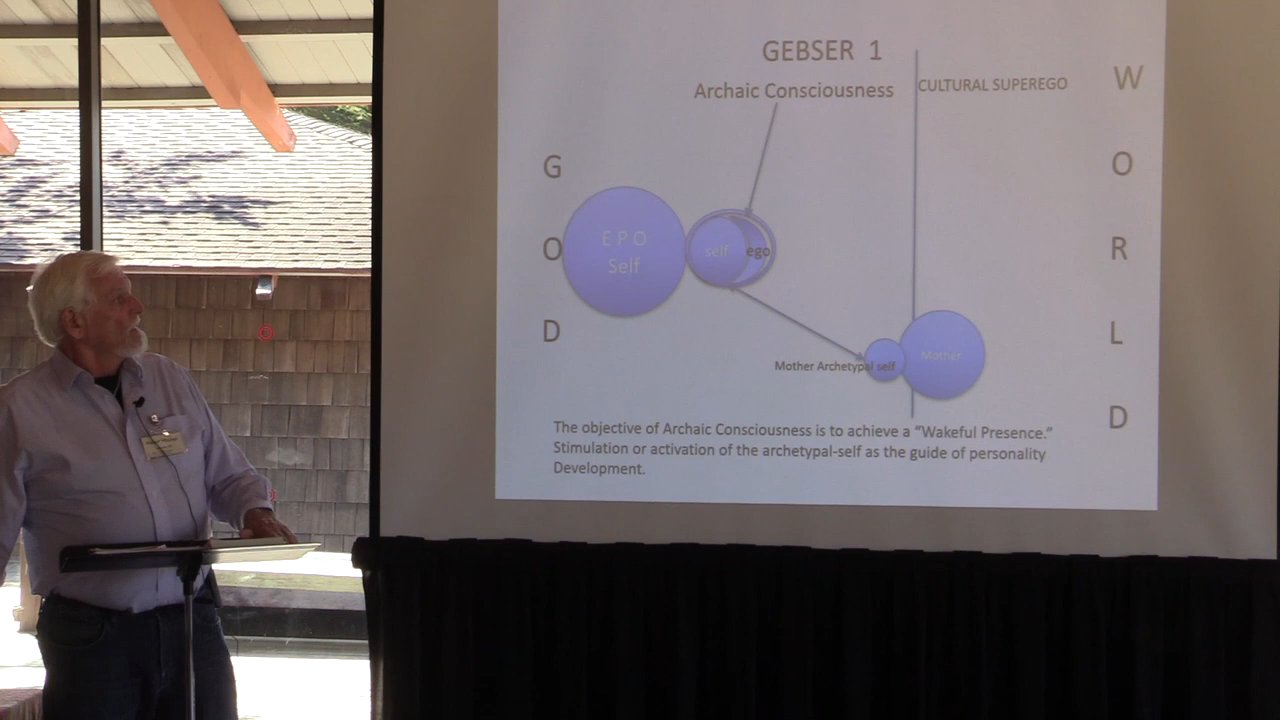 GEBSER 1
Archaic Consciousness
CULTURAL SUPEREGO
W
O
R
L
D
G
O
D
E P O
Self
self
ego
Mother Archetypal self
Mother
The objective of Archaic Consciousness is to achieve a “Wakeful Presence.”
Stimulation or activation of the archetypal-self as the guide of personality
Development.